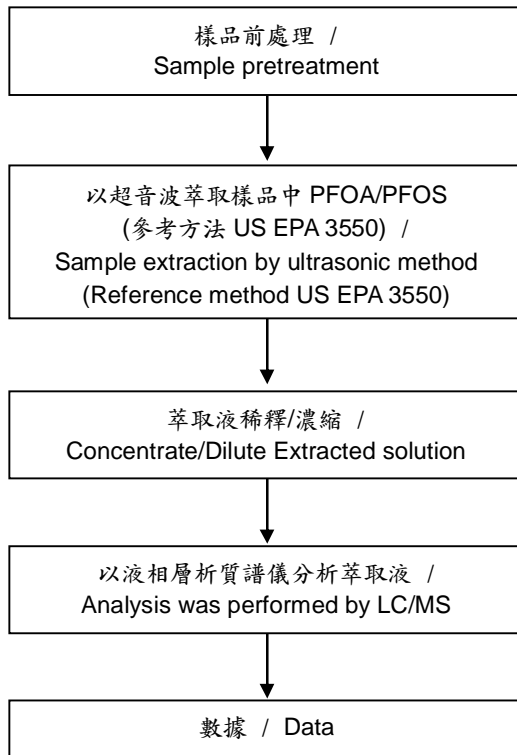 樣品前處理 /
Sample pretreatment
以超音波萃取樣品中 PFOA/PFOS
(參考方法 US EPA 3550) /
Sample extraction by ultrasonic method
(Reference method US EPA 3550)
萃取液稀釋/濃縮 /
Concentrate/Dilute Extracted solution
以液相層析質譜儀分析萃取液 /
Analysis was performed by LC/MS
數據 / Data